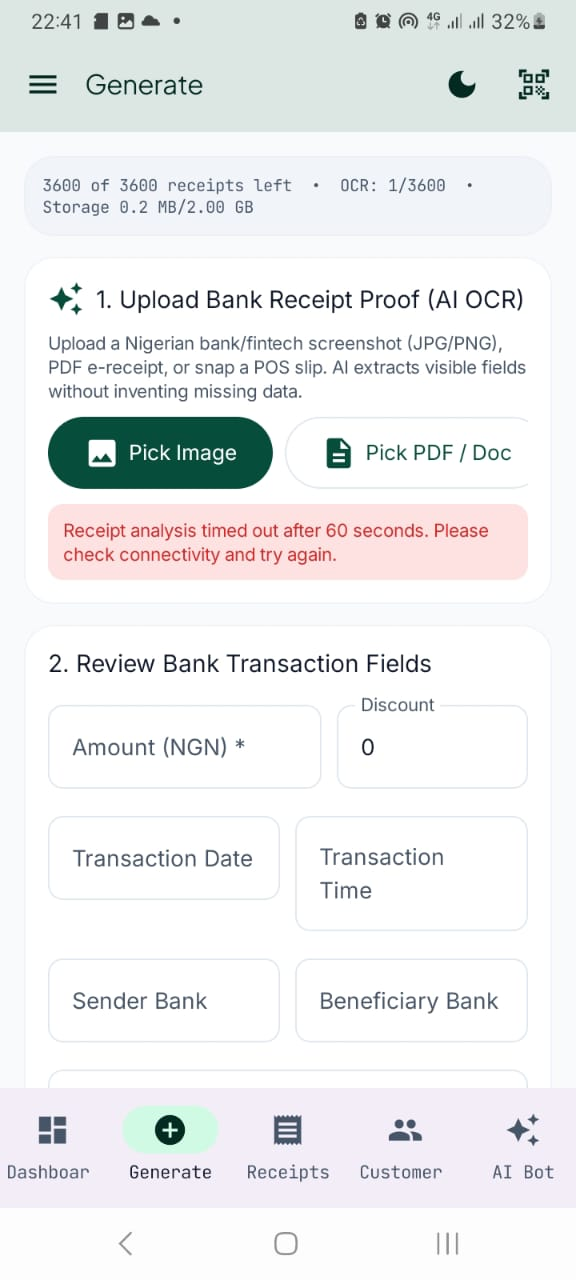 22:41
4G
32%
Generate
3600 of 3600 receipts left • OCR: 1/3600 •
Storage 0.2 MB/2.00 GB
1. Upload Bank Receipt Proof (AI OCR)
Upload a Nigerian bank/fintech screenshot (JPG/PNG),
PDF e-receipt, or snap a POS slip. AI extracts visible fields
without inventing missing data.
Pick Image
Pick PDF / Doc
Receipt analysis timed out after 60 seconds. Please
check connectivity and try again.
2. Review Bank Transaction Fields
Amount (NGN) *
Discount
0
Transaction Date
Transaction
Time
Sender Bank
Beneficiary Bank
Dashboar
Generate
Receipts
Customer
AI Bot